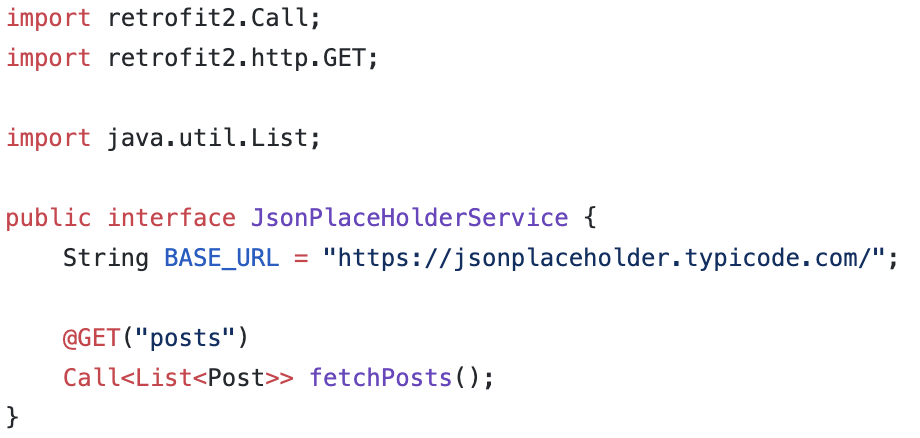 import retrofit2.Call;
import retrofit2.http.GET;

import java.util.List;

public interface JsonPlaceHolderService {
    String BASE_URL = "https://jsonplaceholder.typicode.com/";

    @GET("posts")
    Call<List<Post>> fetchPosts();
}